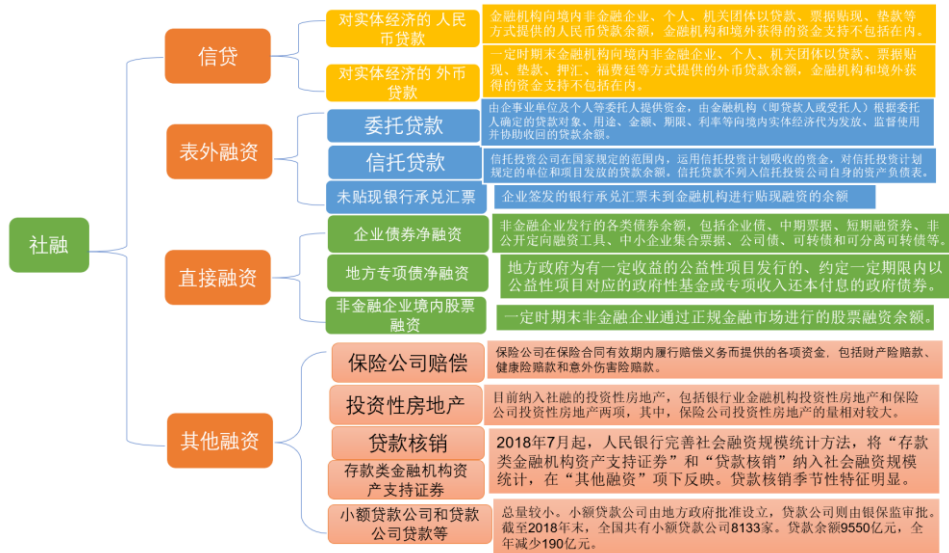 社融
信贷
对实体经济的 人民
币贷款
金融机构向境内非金融企业、个人、机关团体以贷款、票据贴现、垫款等
方式提供的人民币贷款余额，金融机构和境外获得的资金支持不包括在内。
对实体经济的 外币
贷款
一定时期末金融机构向境内非金融企业、个人、机关团体以贷款、票据贴
现、垫款、押汇、福费廷等方式提供的外币贷款余额，金融机构和境外获
得的资金支持不包括在内。
表外融资
委托贷款
由企事业单位及个人等委托人提供资金，由金融机构（即贷款人或受托人）根据委托
人确定的贷款对象、用途、金额、期限、利率等向境内实体经济代为发放、监督使用
并协助收回的贷款余额。
信托贷款
信托投资公司在国家规定的范围内，运用信托投资计划吸收的资金，对信托投资计划
规定的单位和项目发放的贷款余额。信托贷款不列入信托投资公司自身的资产负债表。
未贴现银行承兑汇票
企业签发的银行承兑汇票未到金融机构进行贴现融资的余额
直接融资
企业债券净融资
非金融企业发行的各类债券余额，包括企业债、中期票据、短期融资券、非
公开定向融资工具、中小企业集合票据、公司债、可转债和可分离可转债等。
地方专项债净融资
地方政府为有一定收益的公益性项目发行的、约定一定期限内以
公益性项目对应的政府性基金或专项收入还本付息的政府债券。
非金融企业境内股票
融资
一定时期末非金融企业通过正规金融市场进行的股票融资余额。
其他融资
保险公司赔偿
保险公司在保险合同有效期内履行赔偿义务而提供的各项资金，包括财产险赔款、
健康险赔款和意外伤害险赔款。
投资性房地产
目前纳入社融的投资性房地产，包括银行业金融机构投资性房地产和保险
公司投资性房地产两项，其中，保险公司投资性房地产的量相对较大。
贷款核销
存款类金融机构资
产支持证券
2018年7月起，人民银行完善社会融资规模统计方法，将“存款
类金融机构资产支持证券”和“贷款核销”纳入社会融资规模
统计，在“其他融资”项下反映。贷款核销季节性特征明显。
小额贷款公司和贷款
公司贷款等
总量较小。小额贷款公司由地方政府批准设立，贷款公司则由银保监审批。
截至2018年末，全国共有小额贷款公司8133家。贷款余额9550亿元，全
年减少190亿元。